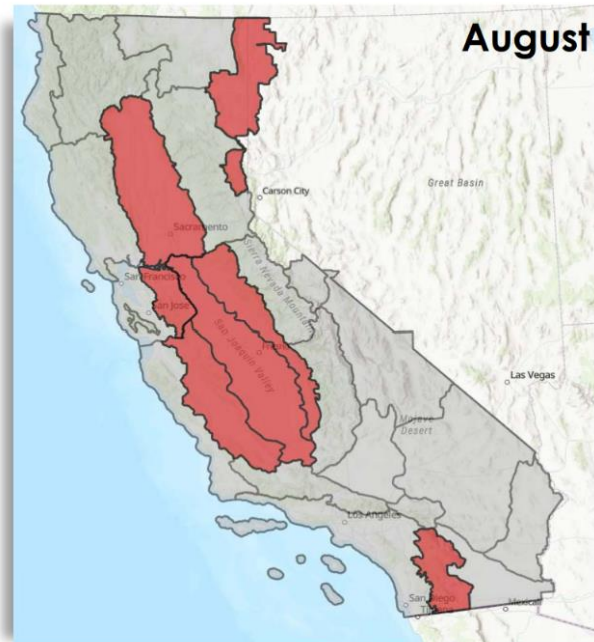 August
Carson City
Great Basin
Sacramento
San Francisco
San Jose
Sierra Nevada Mountains
San Joaquin Valley
Las Vegas
Mojave
Desert
Los Angeles
San Diego
Mexicali